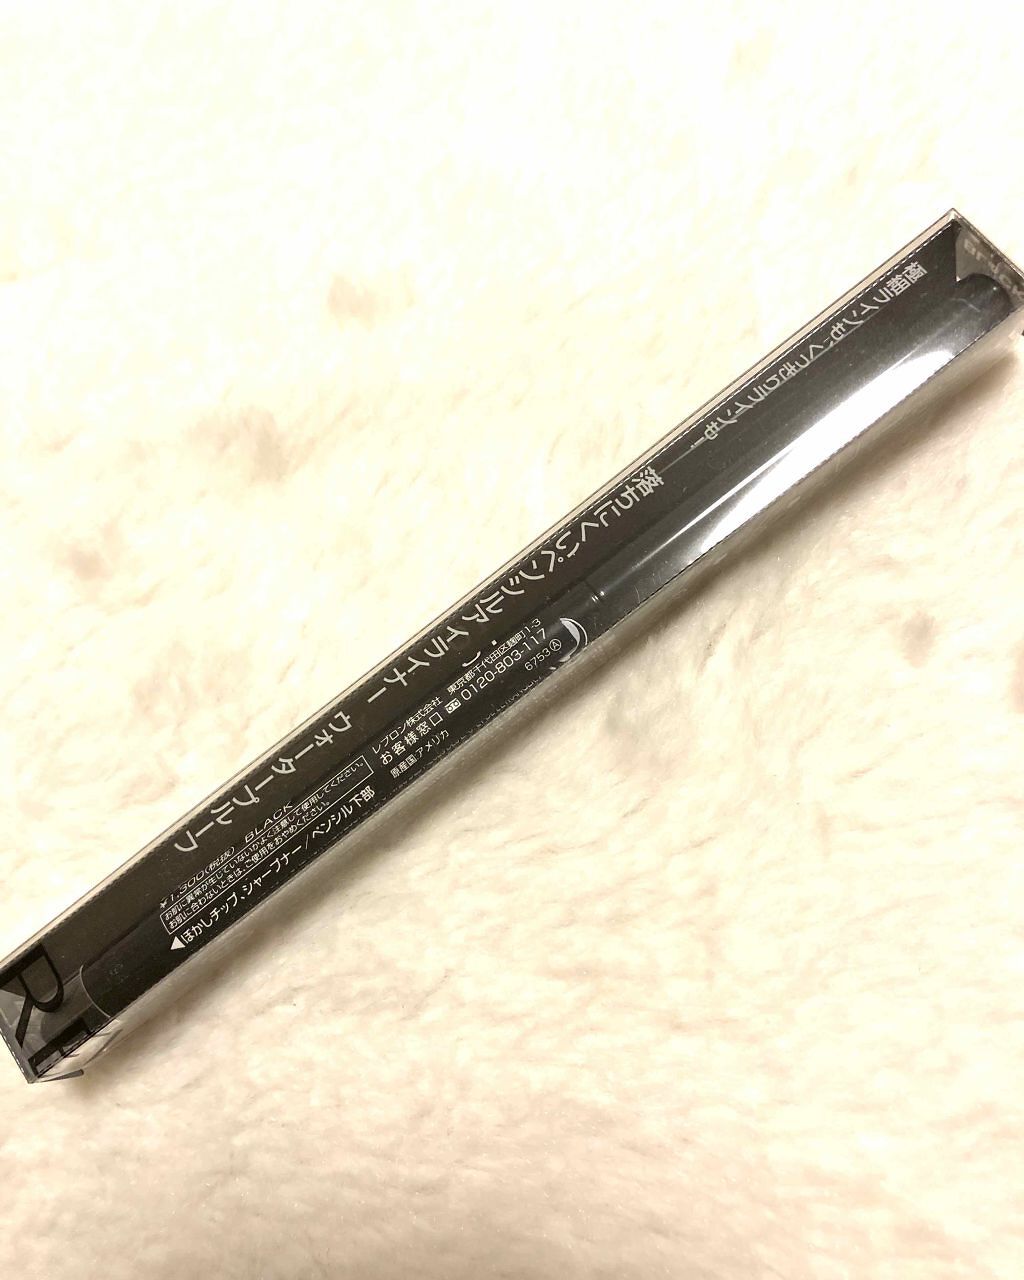 極細ラインも、くっきりラインも!
落ちにくいペンシルアイライナー ウォータープルーフ
¥1,300(税抜) BLACK
お肌に異常が生じていないかよく注意して使用してください。
お肌に合わないときは、ご使用をおやめください。
◀ぼかしチップ、シャープナー/ペンシル下部
レブロン株式会社 東京都千代田区麹町1-3
お客様窓口 0120-803-117
原産国 アメリカ 6753Ⓐ